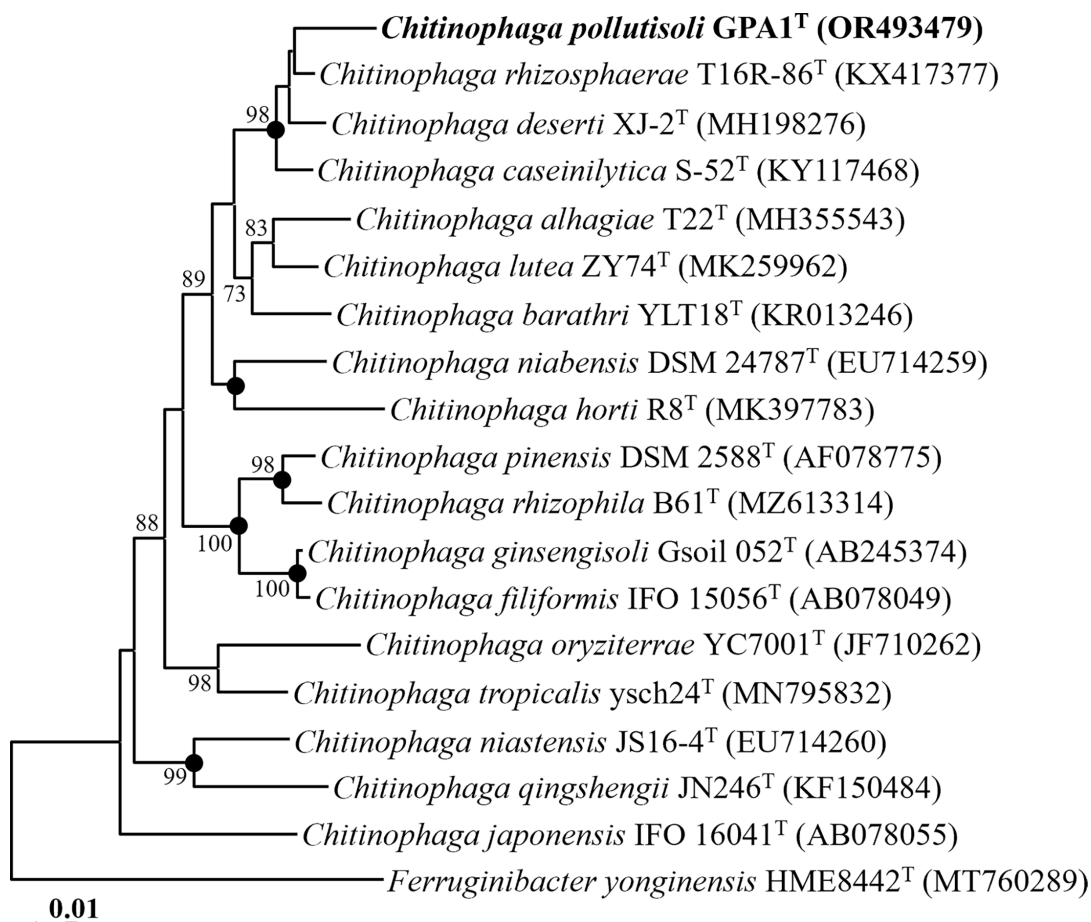 Chitinophaga pollutisoli GPA1ᵀ (OR493479)
Chitinophaga rhizosphaerae T16R-86ᵀ (KX417377)
98
Chitinophaga deserti XJ-2ᵀ (MH198276)
Chitinophaga caseinilytica S-52ᵀ (KY117468)
Chitinophaga alhagiae T22ᵀ (MH355543)
83
Chitinophaga lutea ZY74ᵀ (MK259962)
89
73
Chitinophaga barathri YLT18ᵀ (KR013246)
Chitinophaga niabensis DSM 24787ᵀ (EU714259)
Chitinophaga horti R8ᵀ (MK397783)
Chitinophaga pinensis DSM 2588ᵀ (AF078775)
98
Chitinophaga rhizophila B61ᵀ (MZ613314)
88
100
Chitinophaga ginsengisoli Gsoil 052ᵀ (AB245374)
100
Chitinophaga filiformis IFO 15056ᵀ (AB078049)
Chitinophaga oryziterrae YC7001ᵀ (JF710262)
98
Chitinophaga tropicalis ysch24ᵀ (MN795832)
Chitinophaga niastensis JS16-4ᵀ (EU714260)
99
Chitinophaga qingshengii JN246ᵀ (KF150484)
Chitinophaga japonensis IFO 16041ᵀ (AB078055)
Ferruginibacter yonginensis HME8442ᵀ (MT760289)
0.01